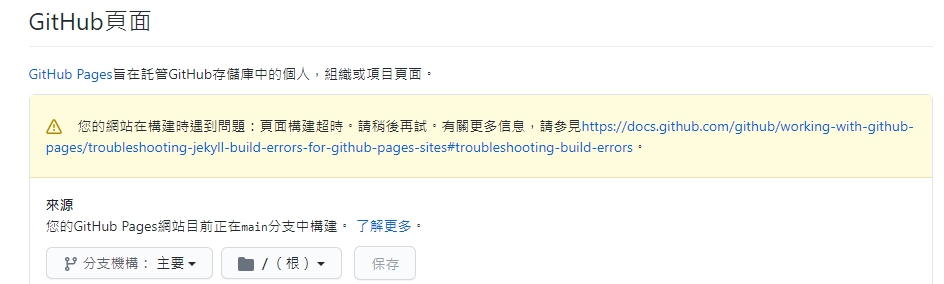 GitHub頁面
GitHub Pages旨在託管GitHub存儲庫中的個人，組織或項目頁面。
您的網站在構建時遇到問題：頁面構建超時。請稍後再試。有關更多信息，請參見https://docs.github.com/github/working-with-github-
pages/troubleshooting-jekyll-build-errors-for-github-pages-sites#troubleshooting-build-errors。
來源
您的GitHub Pages網站目前正在main分支中構建。 了解更多。
分支機構： 主要 /（根） 保存